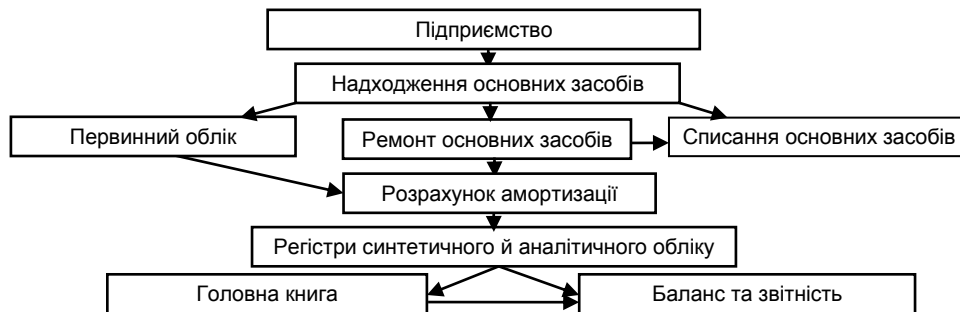 Підприємство
Надходження основних засобів
Первинний облік
Ремонт основних засобів
Списання основних засобів
Розрахунок амортизації
Регістри синтетичного й аналітичного обліку
Головна книга
Баланс та звітність